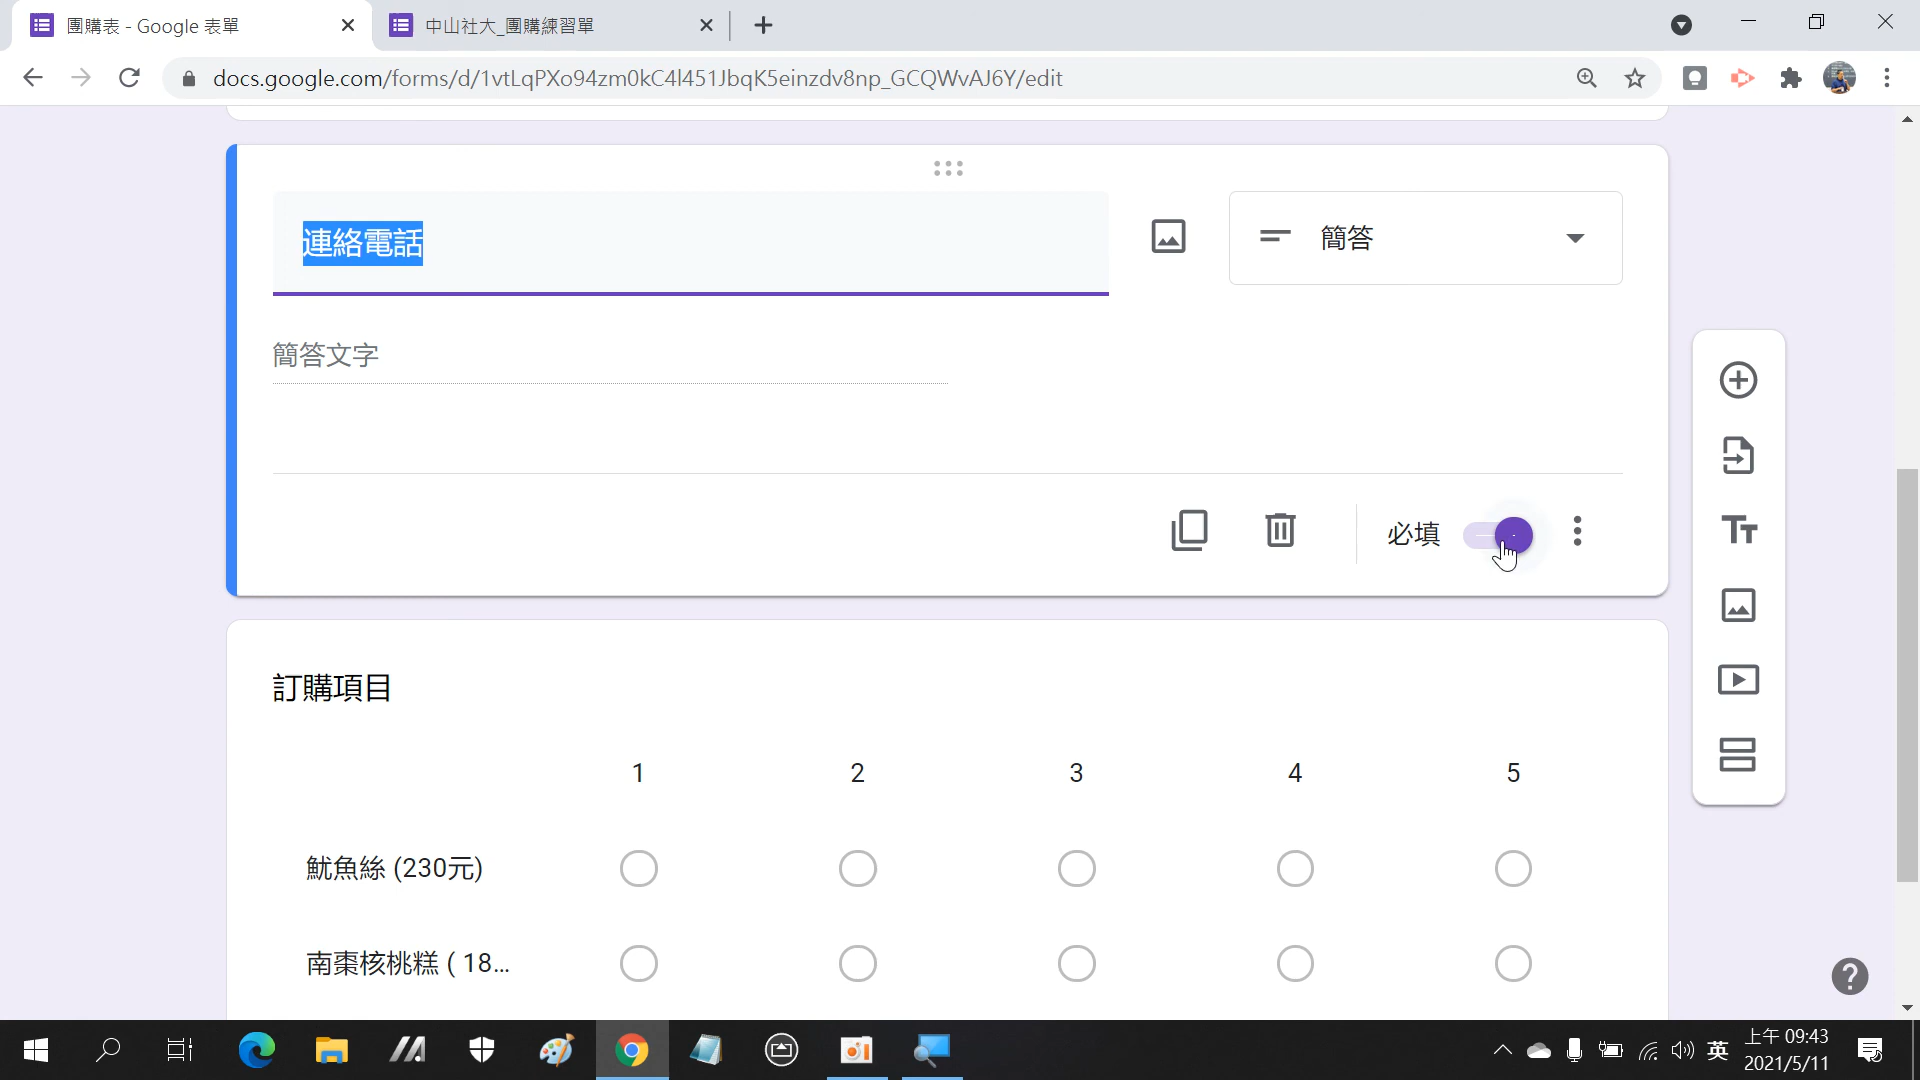 團購表 - Google 表單
中山社大_團購練習單
docs.google.com/forms/d/1vtLqPXo94zm0kC4l451JbqK5einzdv8np_GCQWvAJ6Y/edit
連絡電話
簡答
簡答文字
必填
訂購項目
1 2 3 4 5
魷魚絲 (230元)
南棗核桃糕 ( 18...
英
上午 09:43
2021/5/11